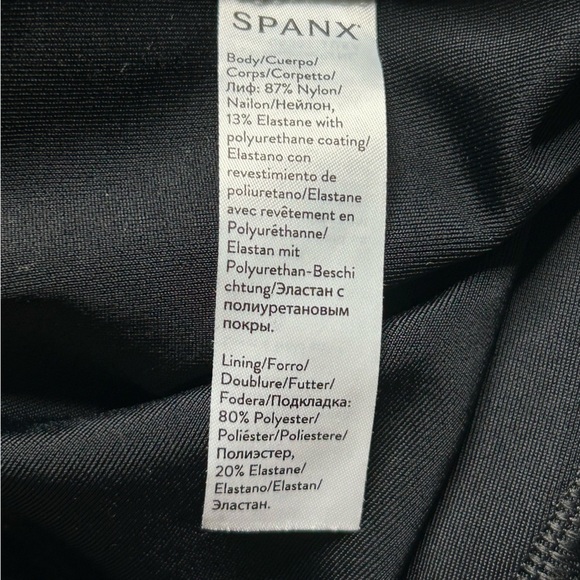 SPANX
Body/Cuerpo/
Corps/Corpetto/
Лиф: 87% Nylon/
Nailon/Нейлон,
13% Elastane with
polyurethane coating/
Elastano con
revestimiento de
poliuretano/Elastane
avec revêtement en
Polyuréthanne/
Elastan mit
Polyurethan-Beschi
chtung/Эластан с
полиуретановым
покры.
Lining/Forro/
Doublure/Futter/
Fodera/Подкладка:
80% Polyester/
Poliéster/Poliestere/
Полиэстер,
20% Elastane/
Elastano/Elastan/
Эластан.